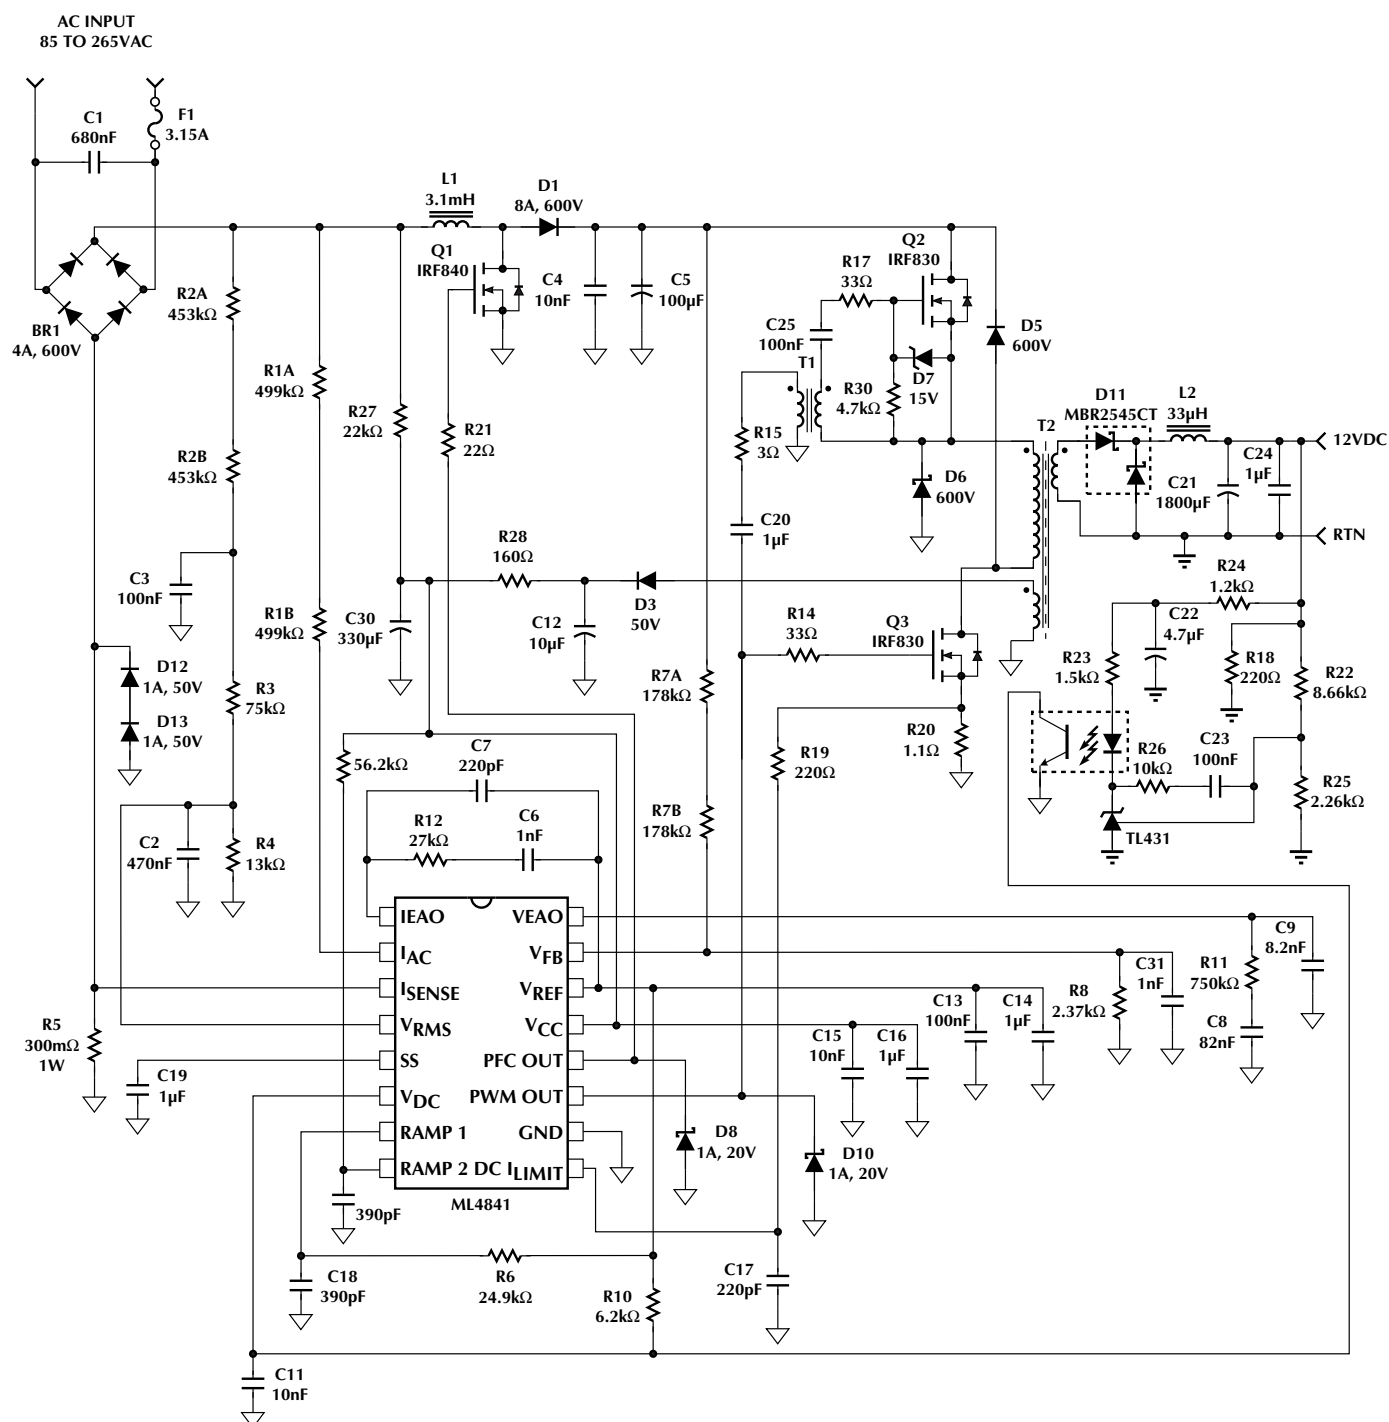 AC INPUT
85 TO 265VAC
C1
680nF
F1
3.15A
L1
3.1mH
D1
8A, 600V
Q1
IRF840
Q2
IRF830
R17
33Ω
C4
10nF
C5
100µF
R2A
453kΩ
BR1
4A, 600V
C25
100nF
D5
600V
T1
R1A
499kΩ
R27
22kΩ
R21
22Ω
R30
4.7kΩ
D7
15V
D11
MBR2545CT
L2
33µH
T2
R15
3Ω
12VDC
R2B
453kΩ
D6
600V
C21
1800µF
C24
1µF
C20
1µF
RTN
R28
160Ω
C3
100nF
R1B
499kΩ
C30
330µF
C12
10µF
D3
50V
R14
33Ω
Q3
IRF830
R24
1.2kΩ
C22
4.7µF
R23
1.5kΩ
R18
220Ω
R22
8.66kΩ
D12
1A, 50V
D13
1A, 50V
R3
75kΩ
R7A
178kΩ
56.2kΩ
C7
220pF
R19
220Ω
R20
1.1Ω
R26
10kΩ
C23
100nF
R25
2.26kΩ
C2
470nF
R4
13kΩ
R12
27kΩ
C6
1nF
R7B
178kΩ
TL431
IEAO
VEAO
IAC
VFB
ISENSE
VREF
VRMS
VCC
SS
PFC OUT
VDC
PWM OUT
RAMP 1
GND
RAMP 2 DC ILIMIT
ML4841
C9
8.2nF
R11
750kΩ
C31
1nF
R8
2.37kΩ
C13
100nF
C14
1µF
C8
82nF
C15
10nF
C16
1µF
R5
300mΩ
1W
C19
1µF
D8
1A, 20V
D10
1A, 20V
390pF
C18
390pF
R6
24.9kΩ
R10
6.2kΩ
C17
220pF
C11
10nF